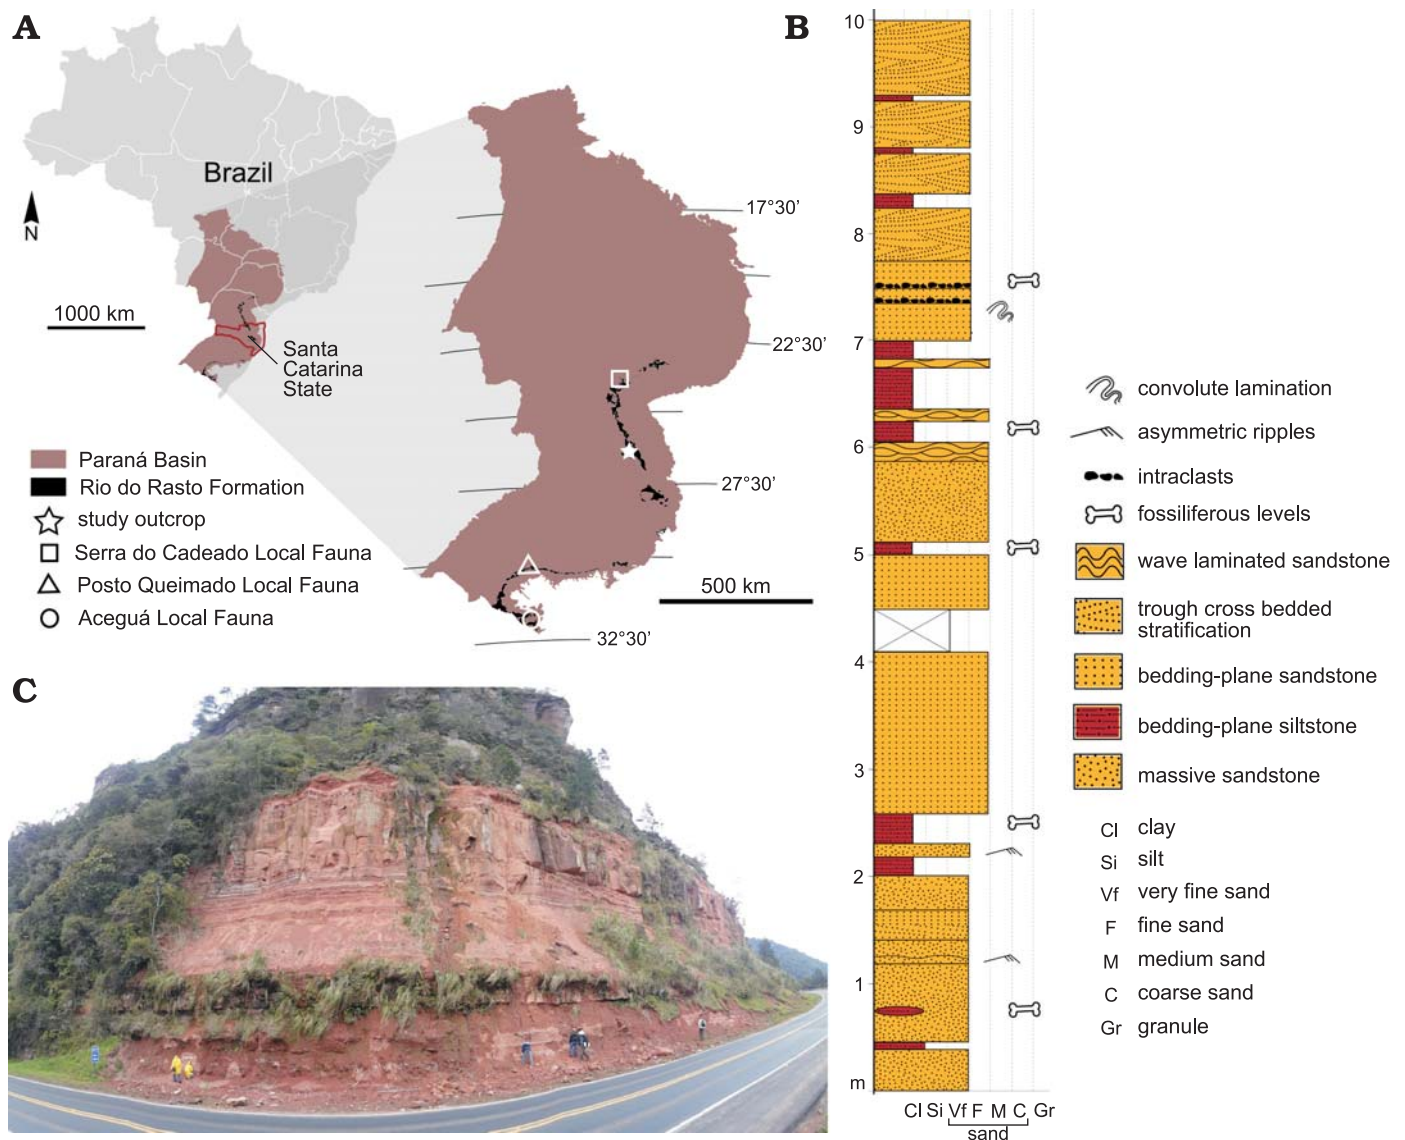 A
Brazil
N
1000 km
Santa
Catarina
State
17°30'
22°30'
27°30'
32°30'
500 km
Paraná Basin
Rio do Rasto Formation
study outcrop
Serra do Cadeado Local Fauna
Posto Queimado Local Fauna
Aceguá Local Fauna
B
10
9
8
7
6
5
4
3
2
1
m
Cl Si Vf F M C Gr
sand
convolute lamination
asymmetric ripples
intraclasts
fossiliferous levels
wave laminated sandstone
trough cross bedded
stratification
bedding-plane sandstone
bedding-plane siltstone
massive sandstone
Cl clay
Si silt
Vf very fine sand
F fine sand
M medium sand
C coarse sand
Gr granule
C